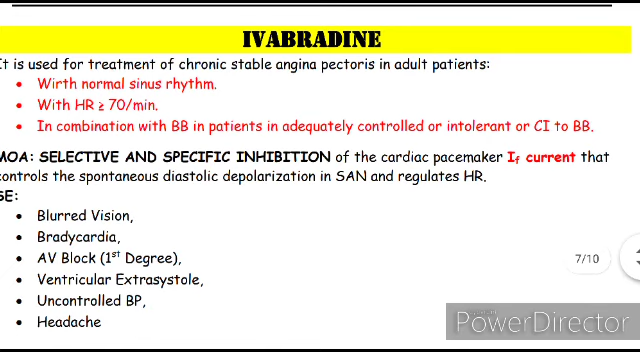 IVABRADINE
It is used for treatment of chronic stable angina pectoris in adult patients:
• Wirth normal sinus rhythm.
• With HR ≥ 70/min.
• In combination with BB in patients in adequately controlled or intolerant or CI to BB.
MOA: SELECTIVE AND SPECIFIC INHIBITION of the cardiac pacemaker If current that
controls the spontaneous diastolic depolarization in SAN and regulates HR.
SE:
• Blurred Vision,
• Bradycardia,
• AV Block (1st Degree),
• Ventricular Extrasystole,
7/10
• Uncontrolled BP,
• Headache
PowerDirector